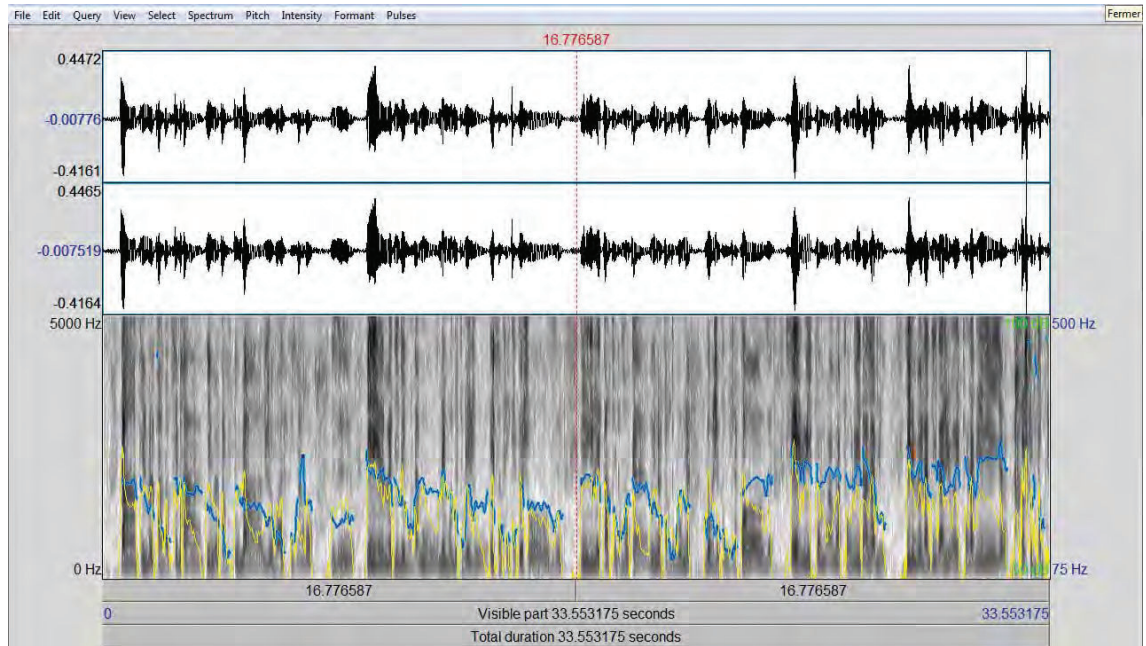 File Edit Query View Select Spectrum Pitch Intensity Formant Pulses
Fermer
16.776587
0.4472
-0.00776
-0.4161
0.4465
-0.007519
-0.4164
5000 Hz
500 Hz
0 Hz
75 Hz
16.776587 16.776587
0 Visible part 33.553175 seconds 33.553175
Total duration 33.553175 seconds